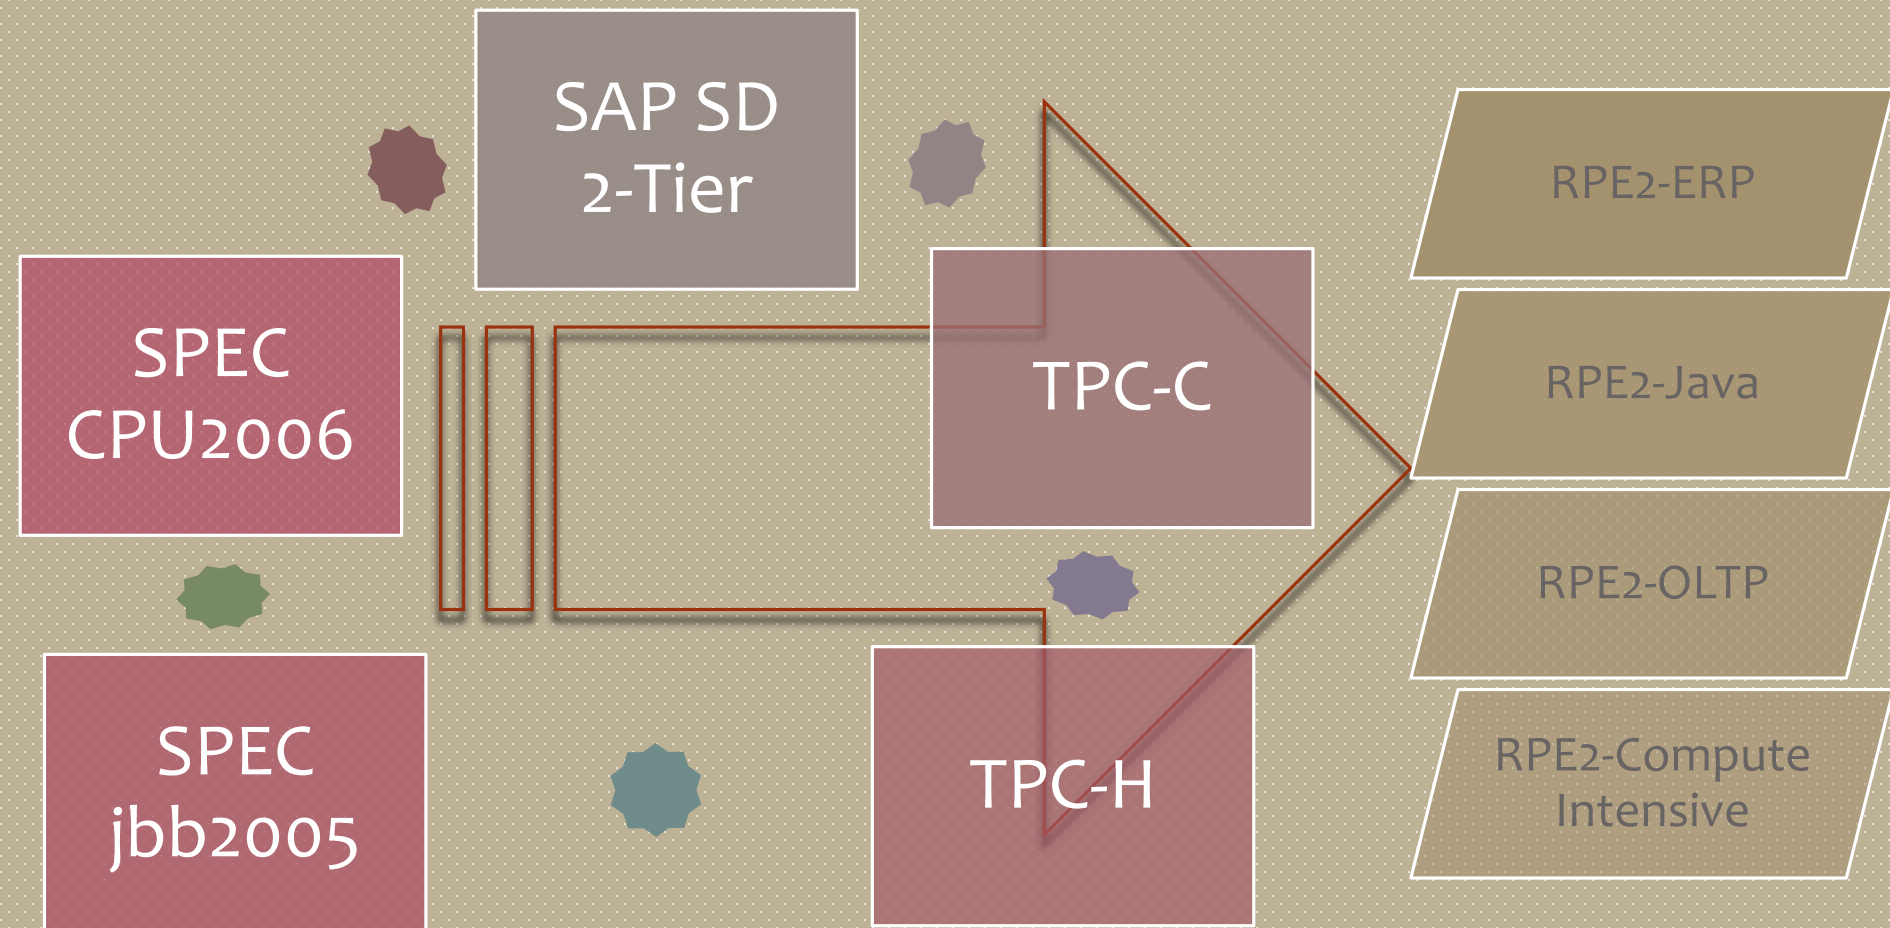 SAP SD
2-Tier
SPEC
CPU2006
TPC-C
SPEC
jbb2005
TPC-H
RPE2-ERP
RPE2-Java
RPE2-OLTP
RPE2-Compute
Intensive